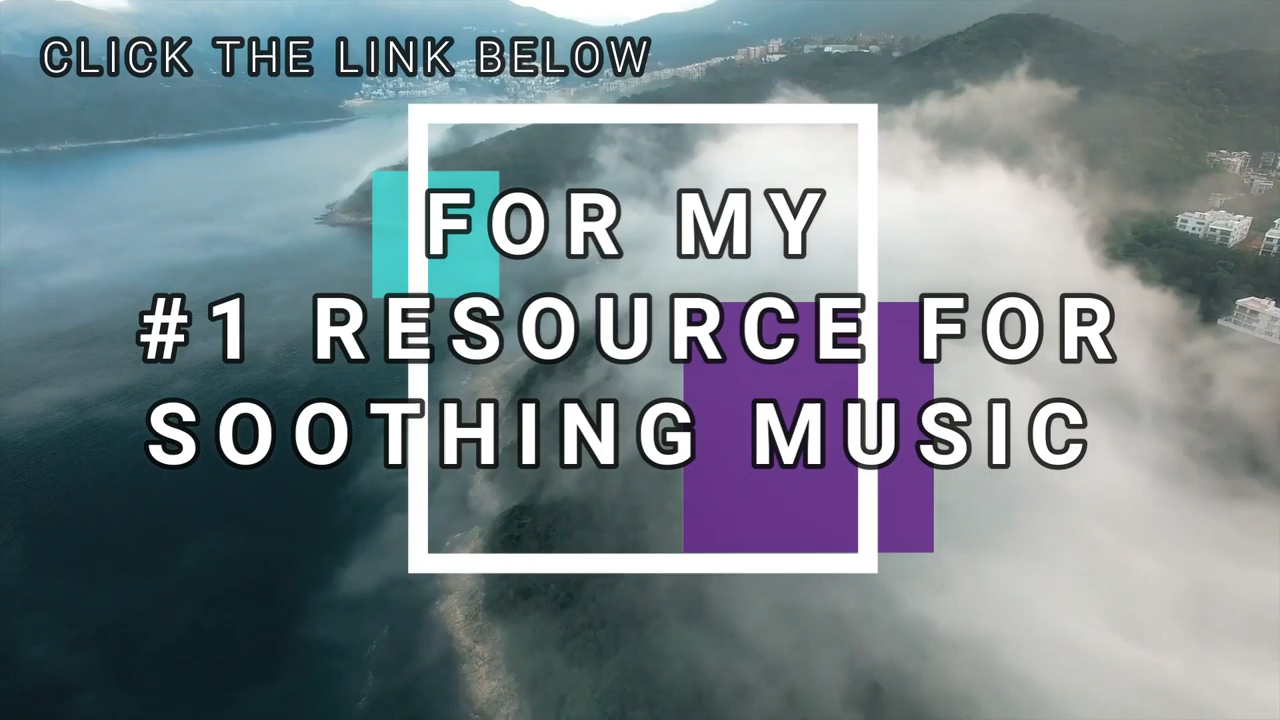 CLICK THE LINK BELOW
FOR MY
#1 RESOURCE FOR
SOOTHING MUSIC